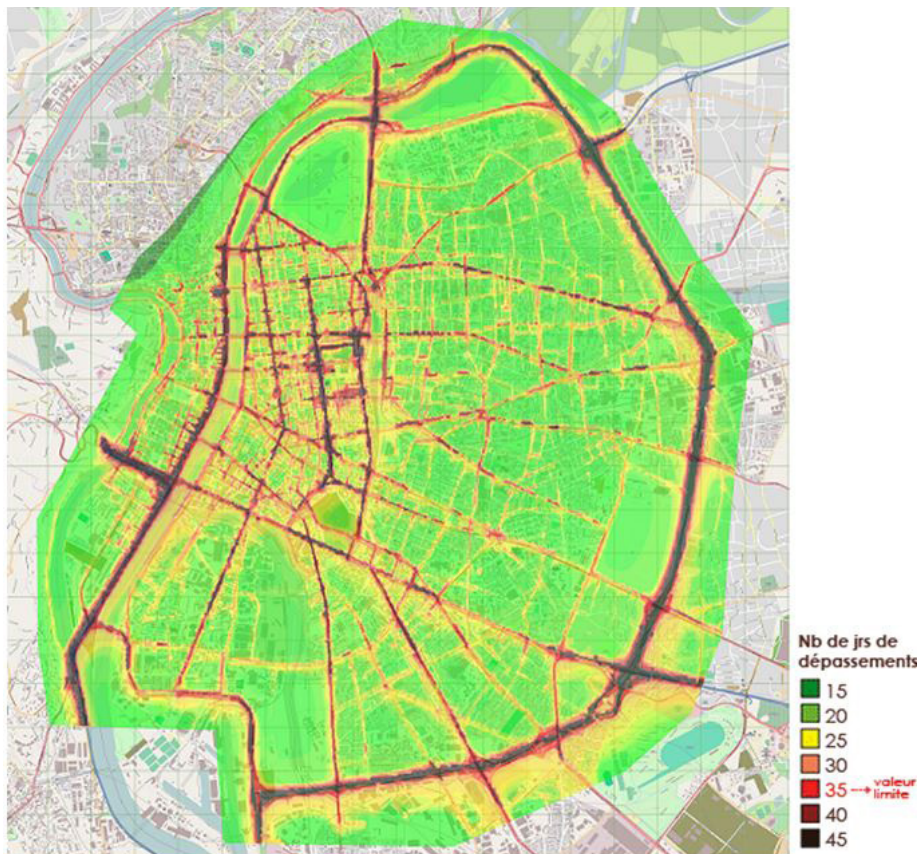 Nb de jrs de
dépassements
15
20
25
30
35 --→ valeur
limite
40
45